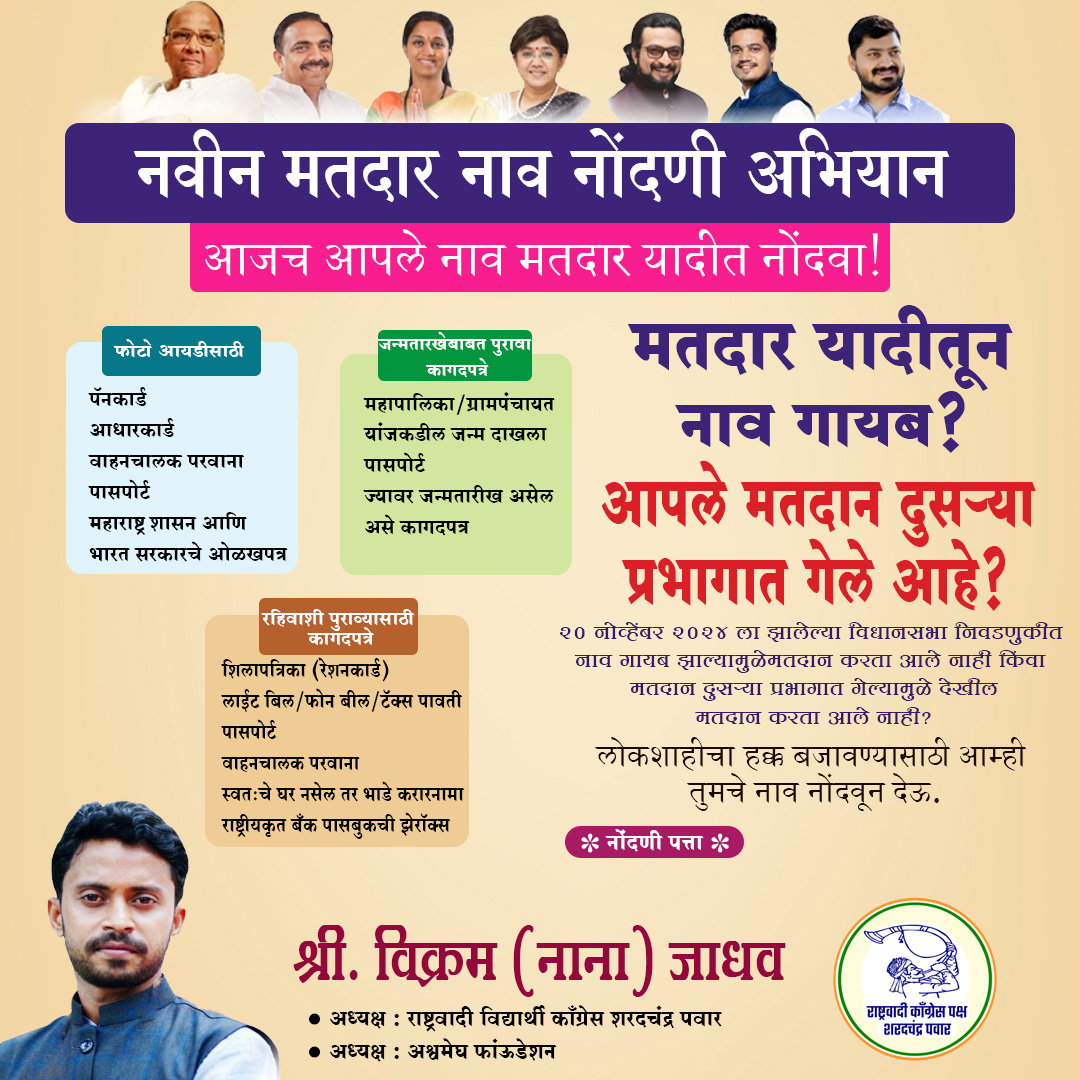 नवीन मतदार नाव नोंदणी अभियान
आजच आपले नाव मतदार यादीत नोंदवा!
फोटो आयडीसाठी
पॅनकार्ड
आधारकार्ड
वाहनचालक परवाना
पासपोर्ट
महाराष्ट्र शासन आणि
भारत सरकारचे ओळखपत्र
जन्मतारखेबाबत पुरावा
कागदपत्रे
महापालिका/ग्रामपंचायत
यांजकडील जन्म दाखला
पासपोर्ट
ज्यावर जन्मतारीख असेल
असे कागदपत्र
रहिवाशी पुराव्यासाठी
कागदपत्रे
शिलापत्रिका (रेशनकार्ड)
लाईट बिल/फोन बील/टॅक्स पावती
पासपोर्ट
वाहनचालक परवाना
स्वतःचे घर नसेल तर भाडे करारनामा
राष्ट्रीयकृत बँक पासबुकची झेरॉक्स
मतदार यादीतून
नाव गायब?
आपले मतदान दुसऱ्या
प्रभागात गेले आहे?
२० नोव्हेंबर २०२४ ला झालेल्या विधानसभा निवडणुकीत
नाव गायब झाल्यामुळेमतदान करता आले नाही किंवा
मतदान दुसऱ्या प्रभागात गेल्यामुळे देखील
मतदान करता आले नाही?
लोकशाहीचा हक्क बजावण्यासाठी आम्ही
तुमचे नाव नोंदवून देऊ.
✼ नोंदणी पत्ता ✼
श्री. विक्रम (नाना) जाधव
• अध्यक्ष : राष्ट्रवादी विद्यार्थी काँग्रेस शरदचंद्र पवार
• अध्यक्ष : अश्वमेघ फांऊडेशन
राष्ट्रवादी काँग्रेस पक्ष
शरदचंद्र पवार